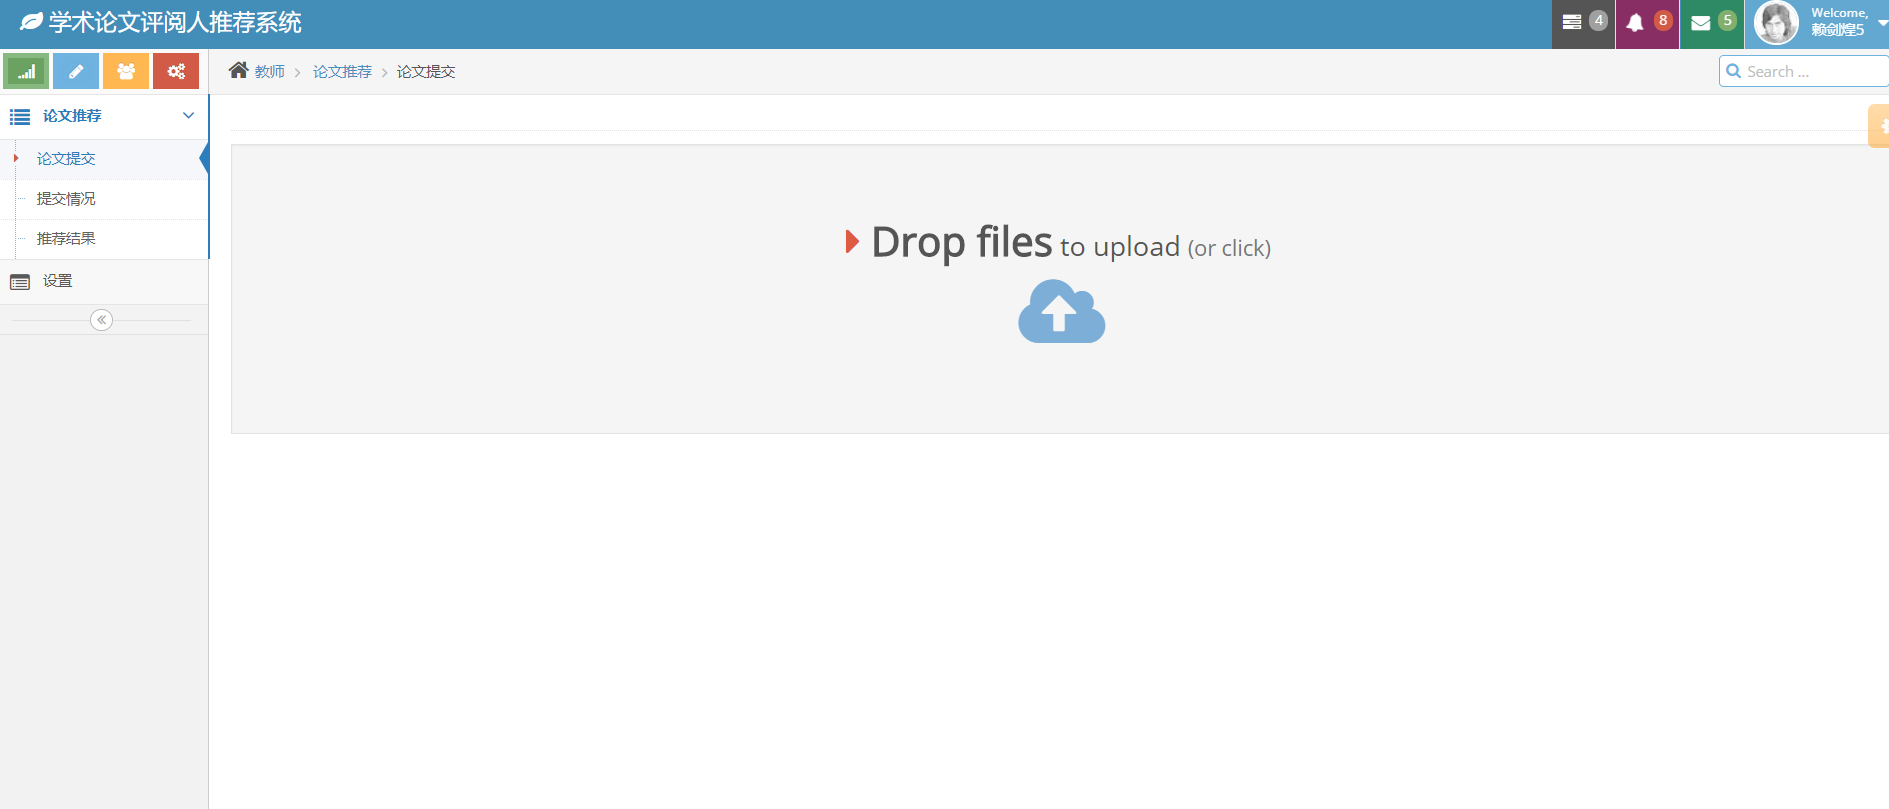 学术论文评阅人推荐系统
4
8
5
Welcome,
赖剑煌5
教师 论文推荐 论文提交
Search ...
论文推荐
论文提交
提交情况
推荐结果
设置
Drop files to upload (or click)